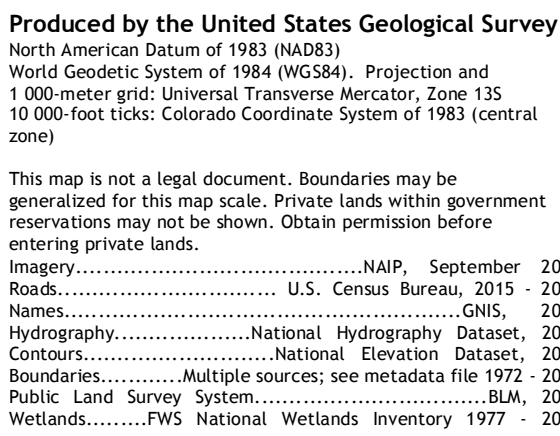 Produced by the United States Geological Survey
North American Datum of 1983 (NAD83)
World Geodetic System of 1984 (WGS84). Projection and
1 000-meter grid: Universal Transverse Mercator, Zone 13S
10 000-foot ticks: Colorado Coordinate System of 1983 (central
zone)
This map is not a legal document. Boundaries may be
generalized for this map scale. Private lands within government
reservations may not be shown. Obtain permission before
entering private lands.
Imagery..........................................NAIP, September 20
Roads................................ U.S. Census Bureau, 2015 - 20
Names..........................................................GNIS, 20
Hydrography....................National Hydrography Dataset, 20
Contours............................National Elevation Dataset, 20
Boundaries............Multiple sources; see metadata file 1972 - 20
Public Land Survey System..................................BLM, 20
Wetlands.........FWS National Wetlands Inventory 1977 - 20